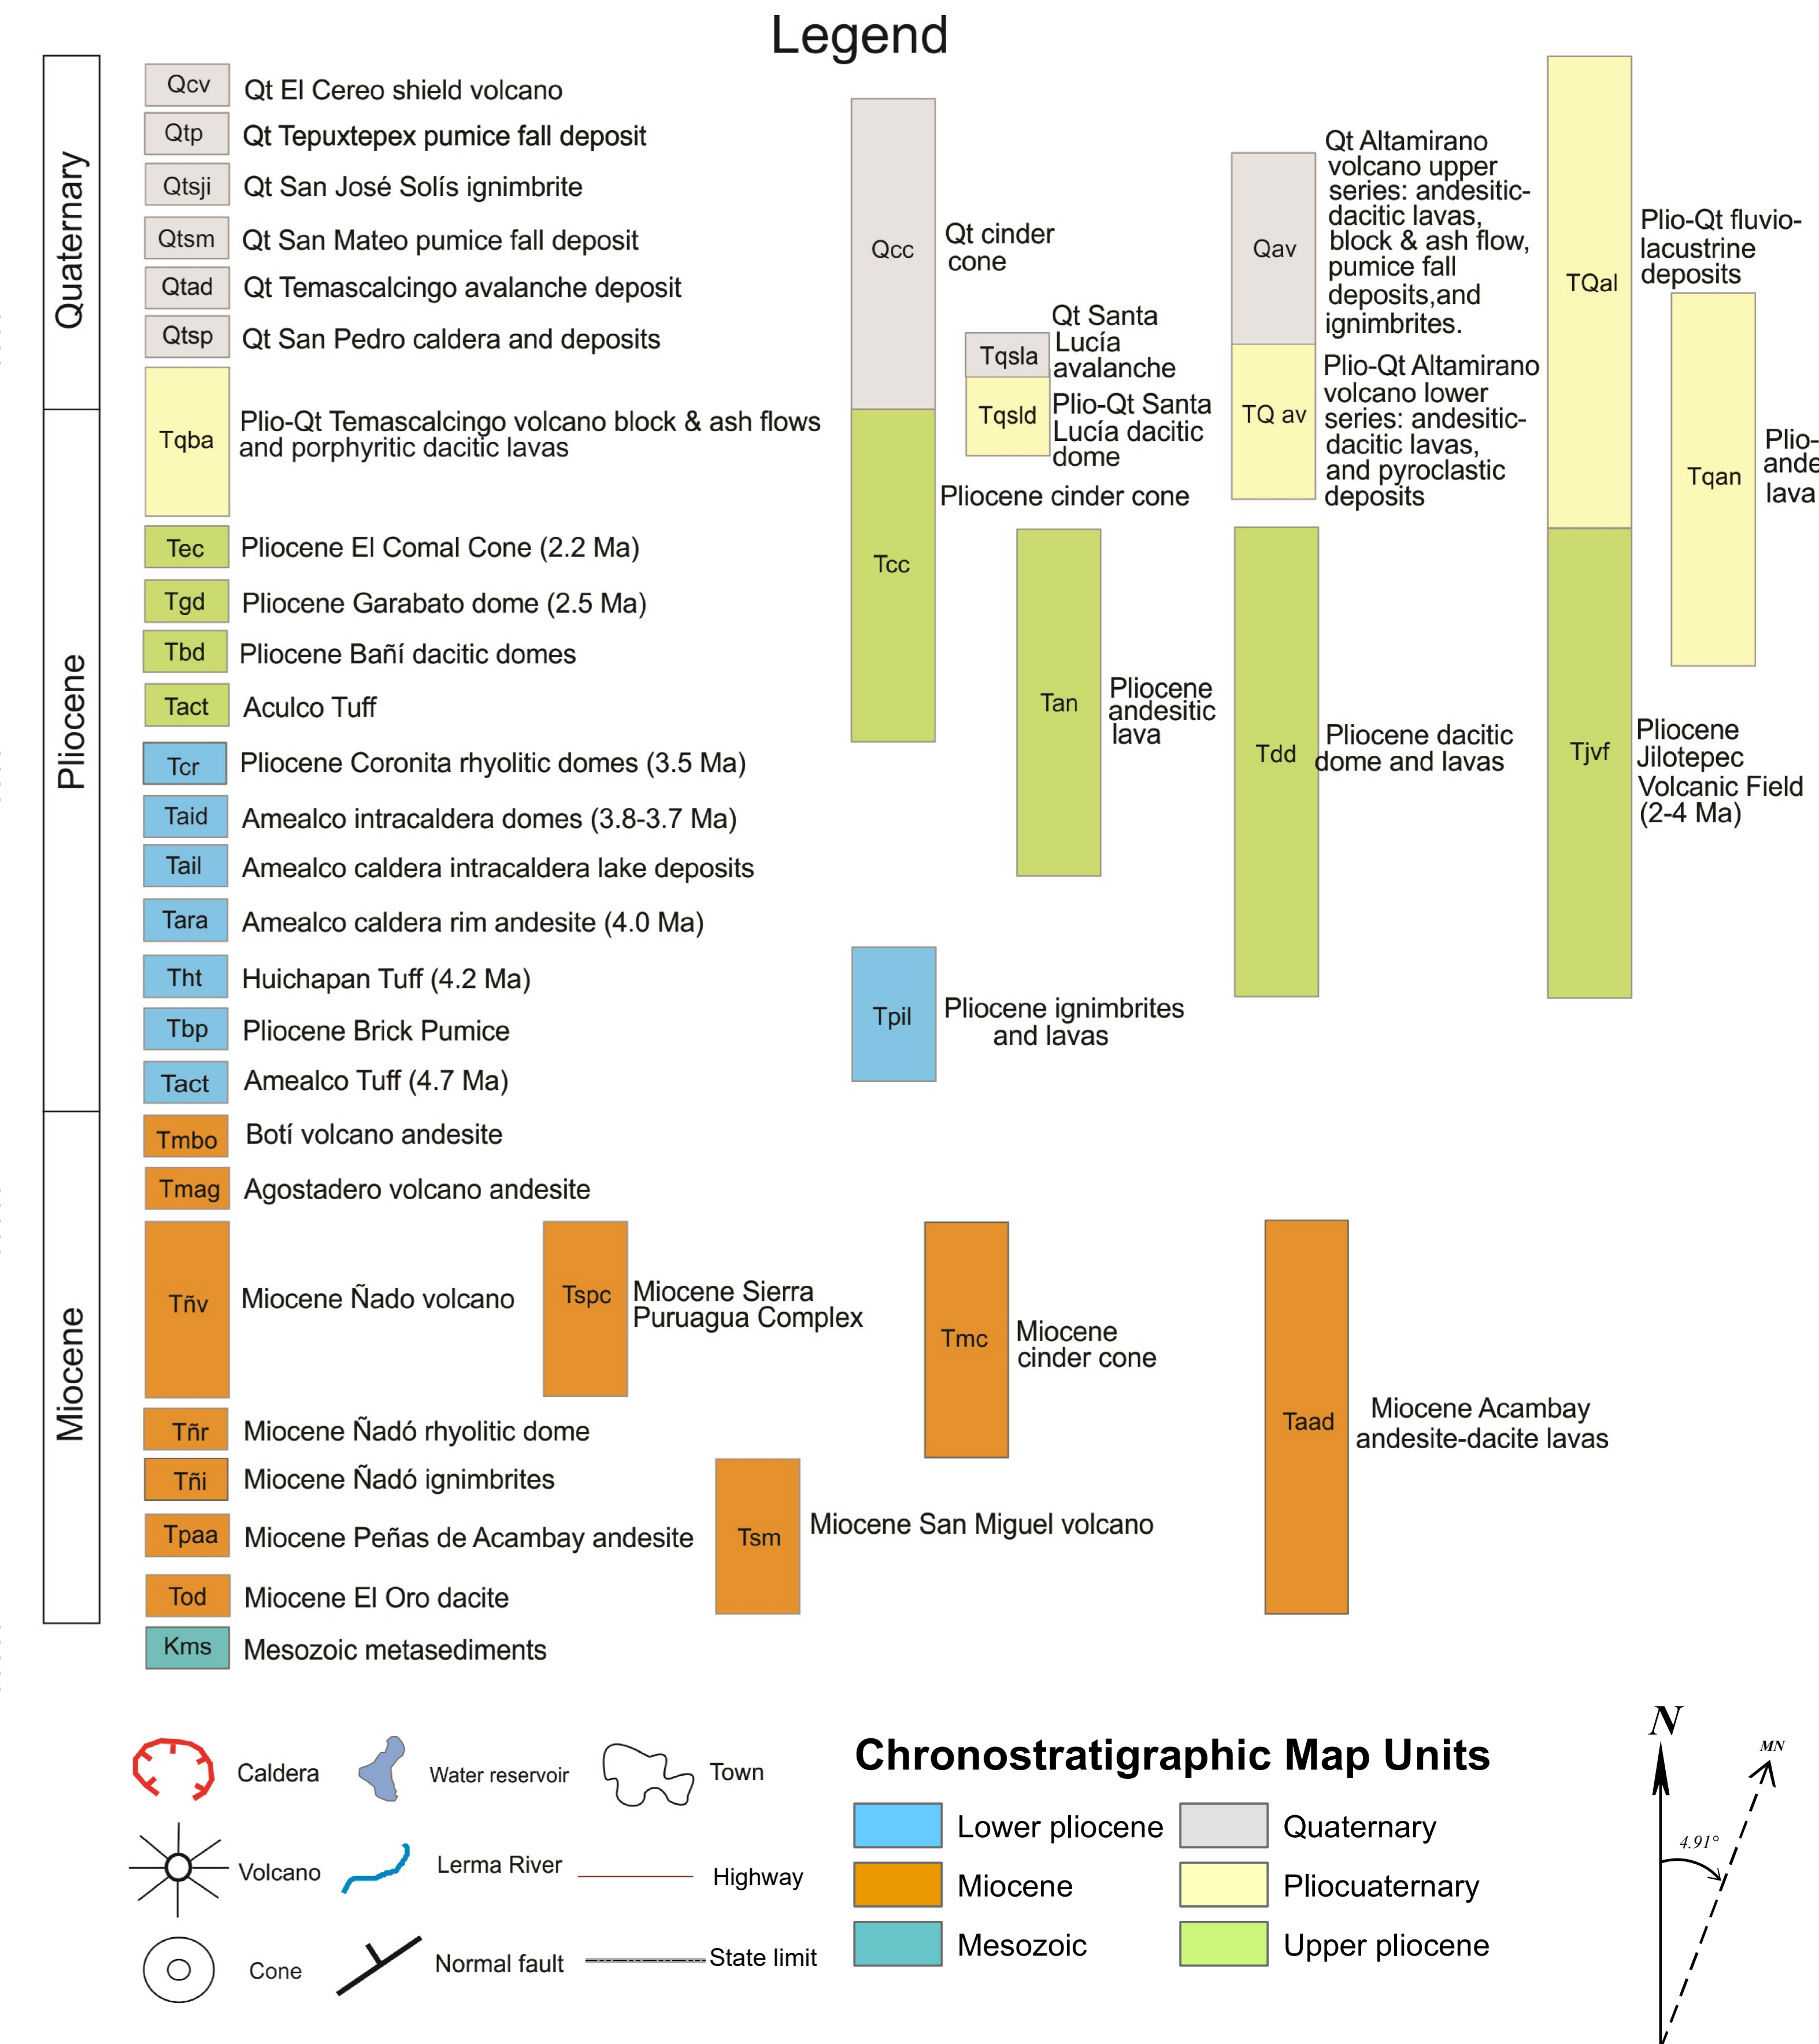 Legend
Quaternary
Pliocene
Miocene
Qcv
Qt El Cereo shield volcano
Qtp
Qt Tepuxtepex pumice fall deposit
Qtsji
Qt San José Solís ignimbrite
Qtsm
Qt San Mateo pumice fall deposit
Qtad
Qt Temascalcingo avalanche deposit
Qtsp
Qt San Pedro caldera and deposits
Tqba
Plio-Qt Temascalcingo volcano block & ash flows
and porphyritic dacitic lavas
Tec
Pliocene El Comal Cone (2.2 Ma)
Tgd
Pliocene Garabato dome (2.5 Ma)
Tbd
Pliocene Bañí dacitic domes
Tact
Aculco Tuff
Tcr
Pliocene Coronita rhyolitic domes (3.5 Ma)
Taid
Amealco intracaldera domes (3.8-3.7 Ma)
Tail
Amealco caldera intracaldera lake deposits
Tara
Amealco caldera rim andesite (4.0 Ma)
Tht
Huichapan Tuff (4.2 Ma)
Tbp
Pliocene Brick Pumice
Tact
Amealco Tuff (4.7 Ma)
Tmbo
Botí volcano andesite
Tmag
Agostadero volcano andesite
Tñv
Miocene Ñado volcano
Tñr
Miocene Ñadó rhyolitic dome
Tñi
Miocene Ñadó ignimbrites
Tpaa
Miocene Peñas de Acambay andesite
Tod
Miocene El Oro dacite
Kms
Mesozoic metasediments
Tspc
Miocene Sierra
Puruagua Complex
Tsm
Miocene San Miguel volcano
Qcc
Qt cinder
cone
Tcc
Pliocene cinder cone
Tqsla
Qt Santa
Lucía
avalanche
Tqsld
Plio-Qt Santa
Lucía dacitic
dome
Tan
Pliocene
andesitic
lava
Tpil
Pliocene ignimbrites
and lavas
Tmc
Miocene
cinder cone
Qav
Qt Altamirano
volcano upper
series: andesitic-
dacitic lavas,
block & ash flow,
pumice fall
deposits,and
ignimbrites.
TQ av
Plio-Qt Altamirano
volcano lower
series: andesitic-
dacitic lavas,
and pyroclastic
deposits
Tdd
Pliocene dacitic
dome and lavas
Taad
Miocene Acambay
andesite-dacite lavas
TQal
Plio-Qt fluvio-
lacustrine
deposits
Tjvf
Pliocene
Jilotepec
Volcanic Field
(2-4 Ma)
Tqan
Plio-
ande
lava
Caldera
Water reservoir
Town
Volcano
Lerma River
Highway
Cone
Normal fault
State limit
Chronostratigraphic Map Units
Lower pliocene
Quaternary
Miocene
Pliocuaternary
Mesozoic
Upper pliocene
N
MN
4.91°